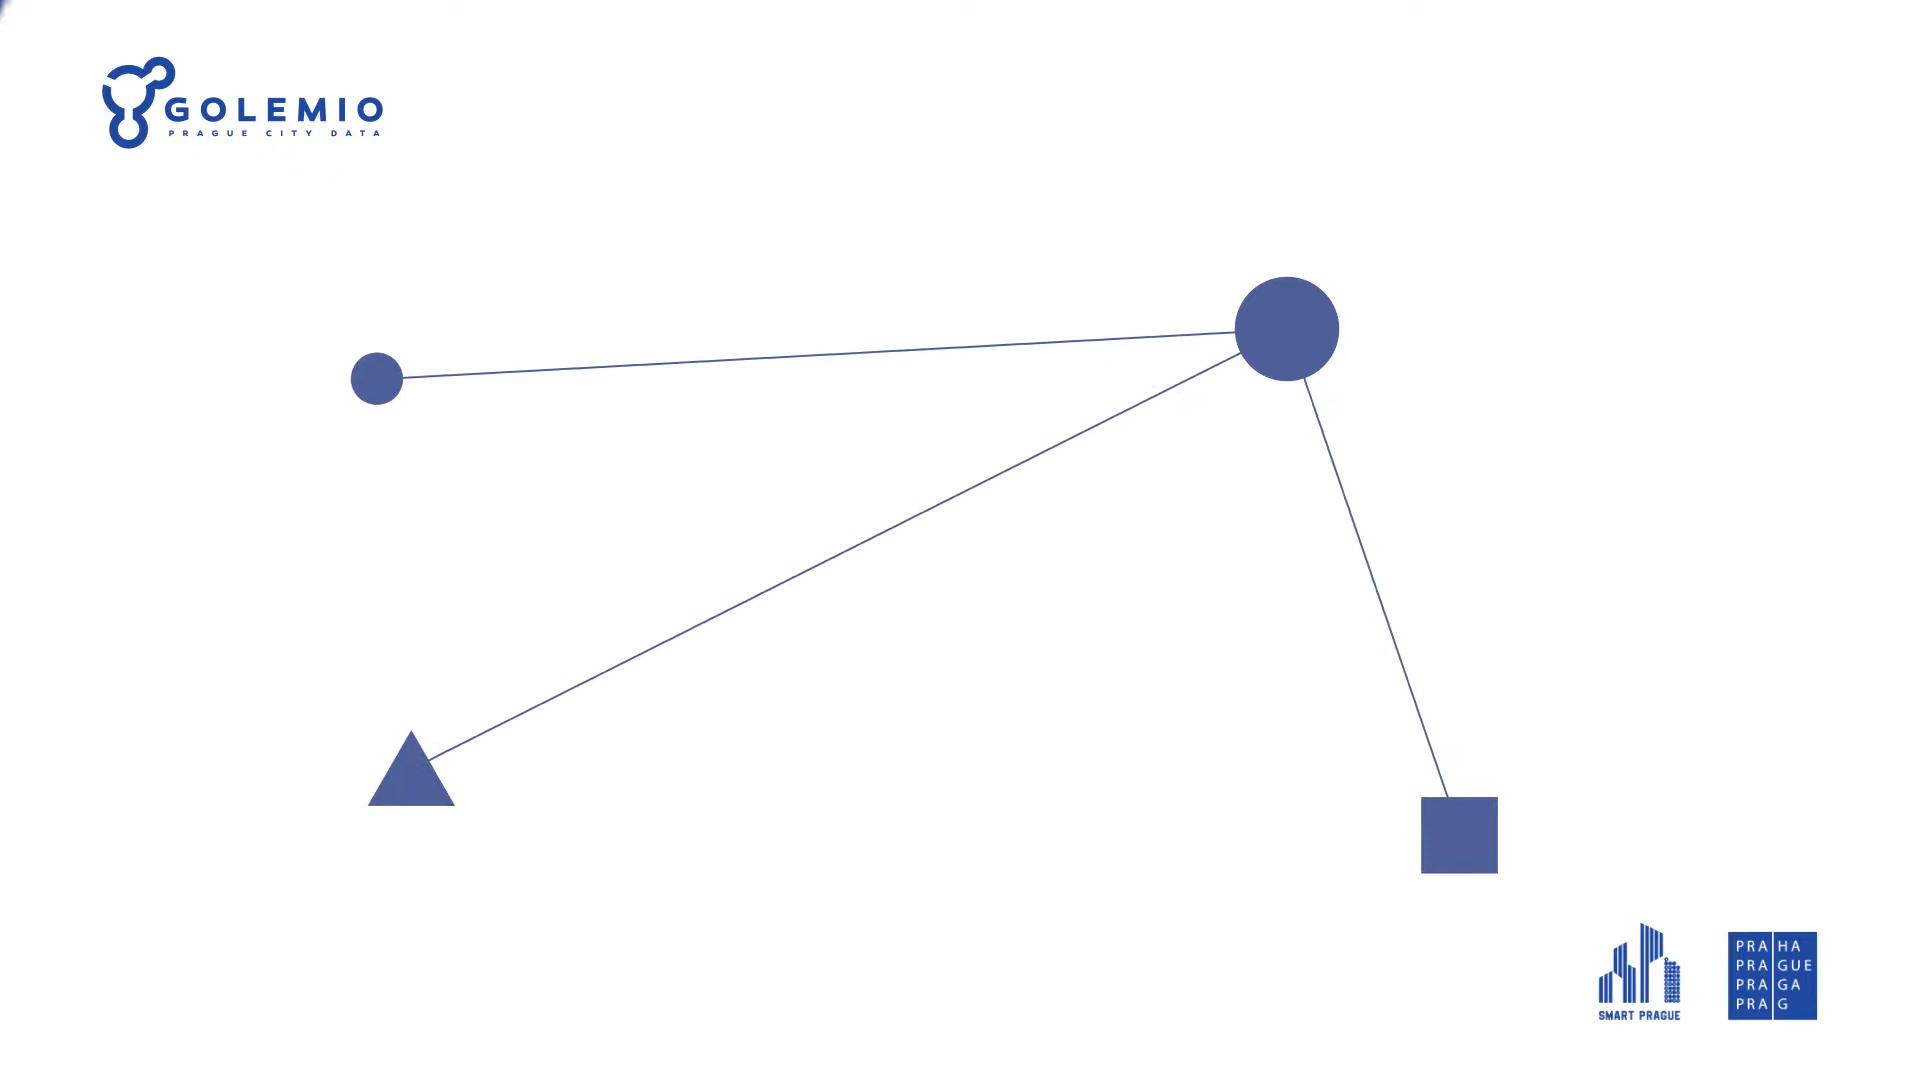 GOLEMIO
PRAGUE CITY DATA
SMART PRAGUE
PRA HA
PRA GUE
PRA GA
PRA G